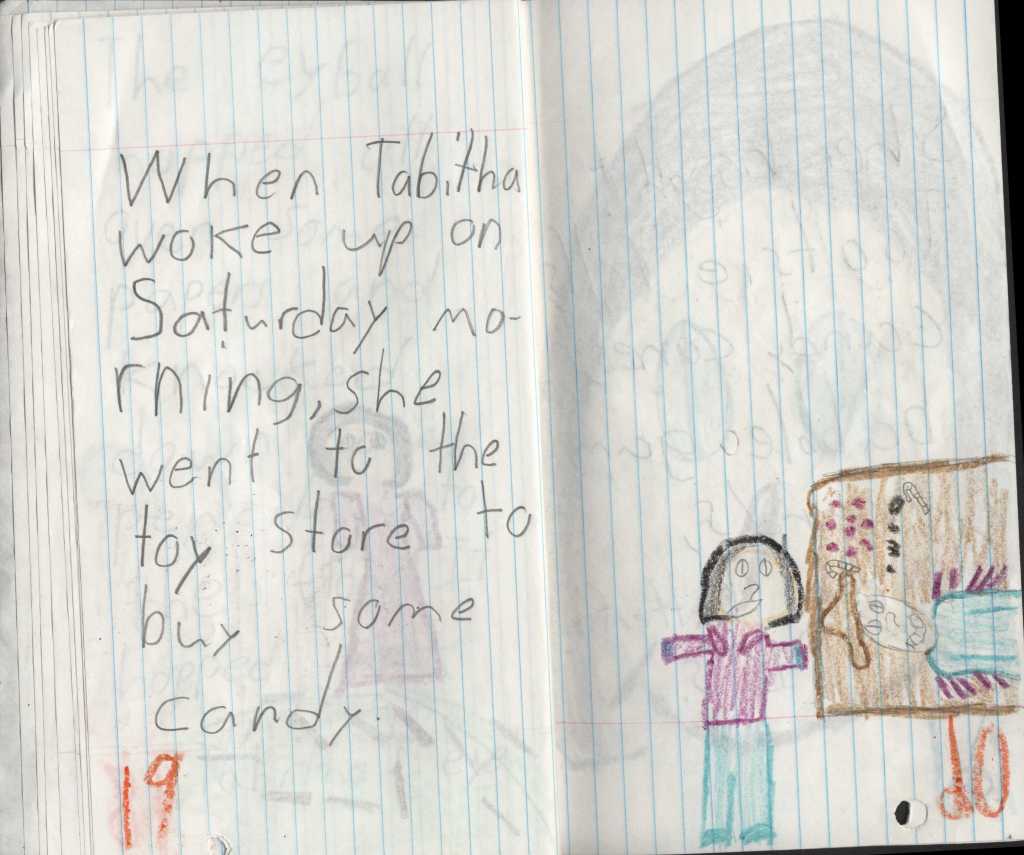 When Tabitha
woke up on
Saturday mo-
rning, she
went to the
toy store to
buy some
candy.
19